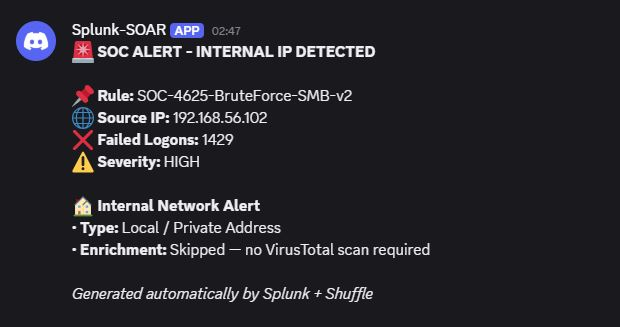 Splunk-SOAR APP 02:47
🚨 SOC ALERT - INTERNAL IP DETECTED
📌 Rule: SOC-4625-BruteForce-SMB-v2
🌐 Source IP: 192.168.56.102
❌ Failed Logons: 1429
⚠️ Severity: HIGH
🏠 Internal Network Alert
• Type: Local / Private Address
• Enrichment: Skipped — no VirusTotal scan required
Generated automatically by Splunk + Shuffle